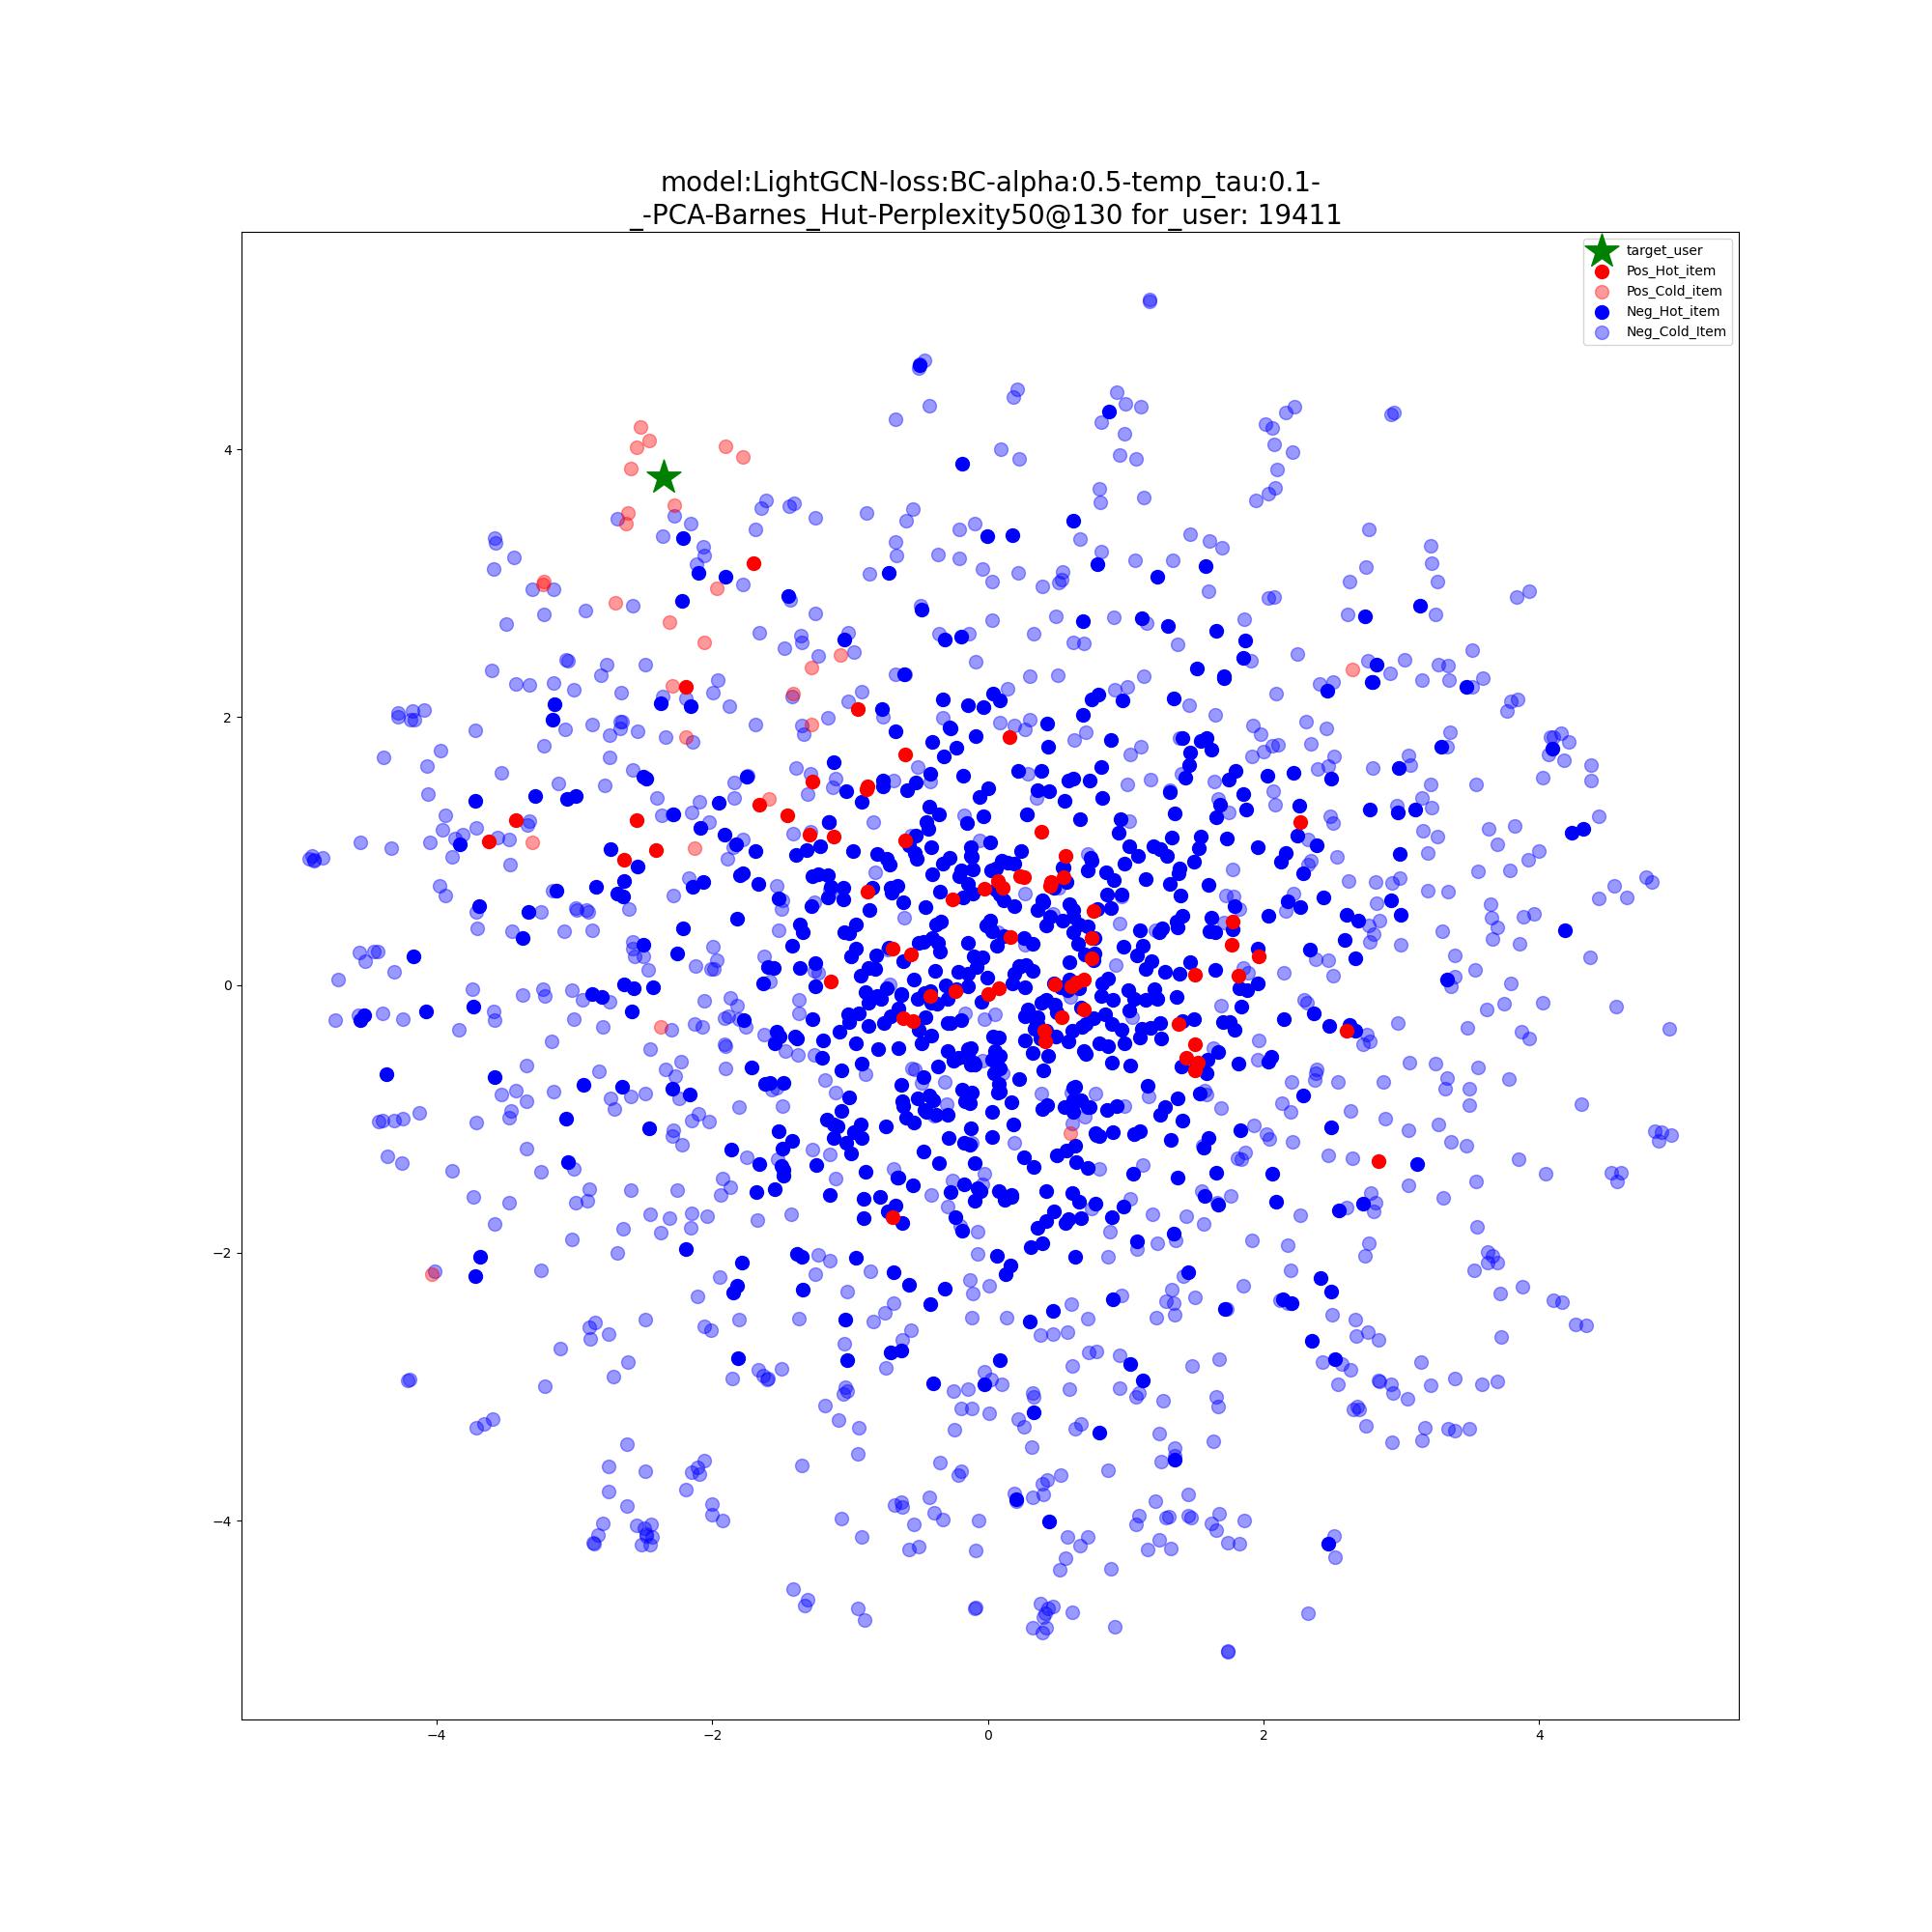 model:LightGCN-loss:BC-alpha:0.5-temp_tau:0.1-
_-PCA-Barnes_Hut-Perplexity50@130 for_user: 19411
target_user
Pos_Hot_item
Pos_Cold_item
Neg_Hot_item
Neg_Cold_Item
4
2
0
−2
−4
−4
−2
0
2
4